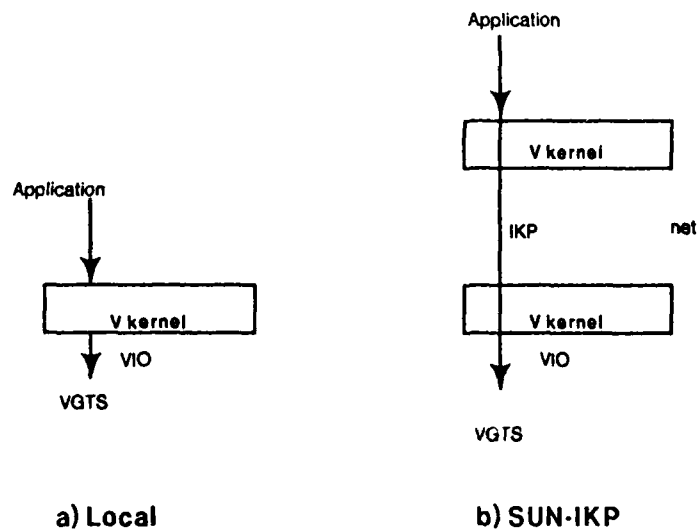 Application
V kernel
VIO
VGTS
a) Local
Application
V kernel
IKP
net
V kernel
VIO
VGTS
b) SUN·IKP